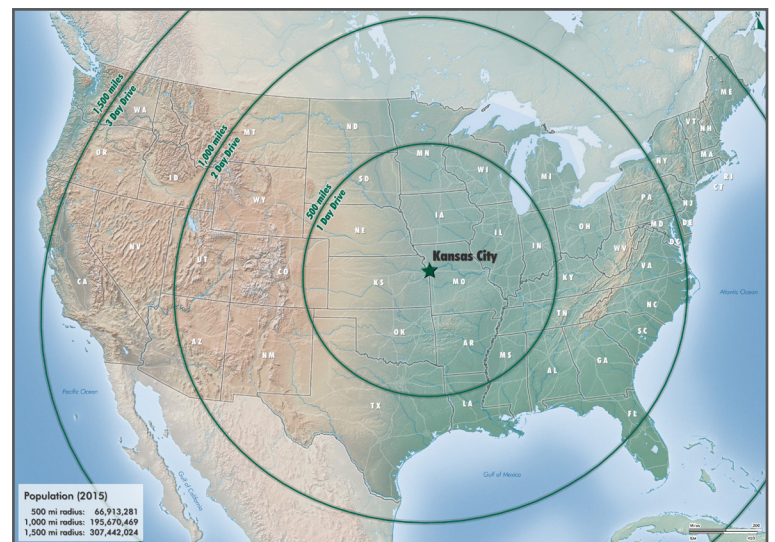 N
1,500 miles
3 Day Drive
1,000 miles
2 Day Drive
500 miles
1 Day Drive
WA
OR
ID
MT
ND
MN
SD
WY
WI
MI
ME
VT
NH
MA
NY
RI
CT
NV
UT
CO
NE
IA
IL
IN
OH
PA
NJ
MD
DE
DC
WV
VA
Kansas City
CA
KS
MO
KY
AZ
NM
OK
AR
TN
NC
SC
MS
AL
GA
TX
LA
FL
Atlantic Ocean
Pacific Ocean
Gulf of California
Gulf of Mexico
Population (2015)
500 mi radius: 66,913,281
1,000 mi radius: 195,670,469
1,500 mi radius: 307,442,024
Miles
KM